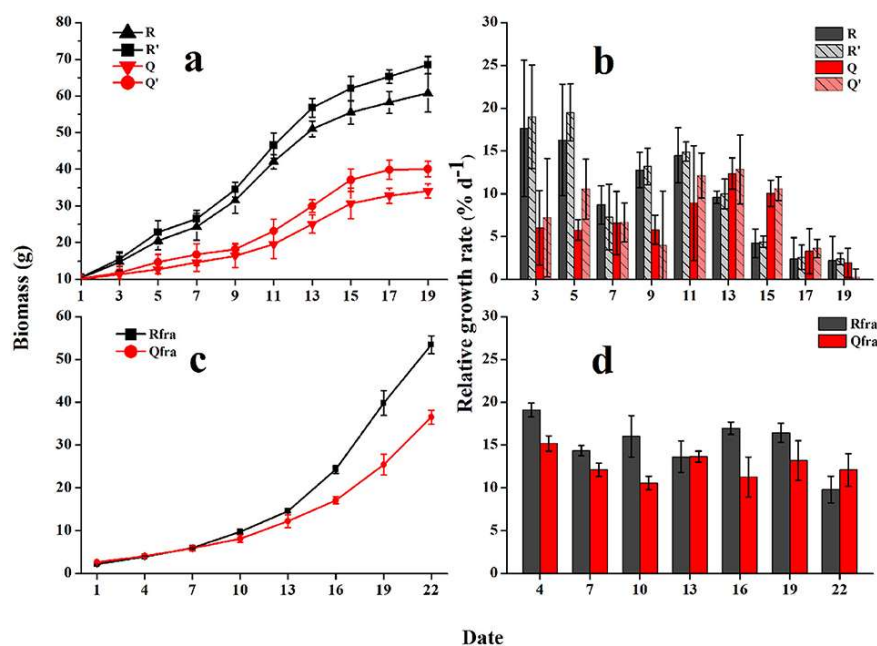 80
70
60
50
40
30
20
10
1 3 5 7 9 11 13 15 17 19
R
R'
Q
Q'
a
30
25
20
15
10
5
0
3 5 7 9 11 13 15 17 19
R
R'
Q
Q'
b
Biomass (g)
Relative growth rate (% d⁻¹)
60
50
40
30
20
10
0
1 4 7 10 13 16 19 22
Rfra
Qfra
c
30
25
20
15
10
5
0
4 7 10 13 16 19 22
Rfra
Qfra
d
Date